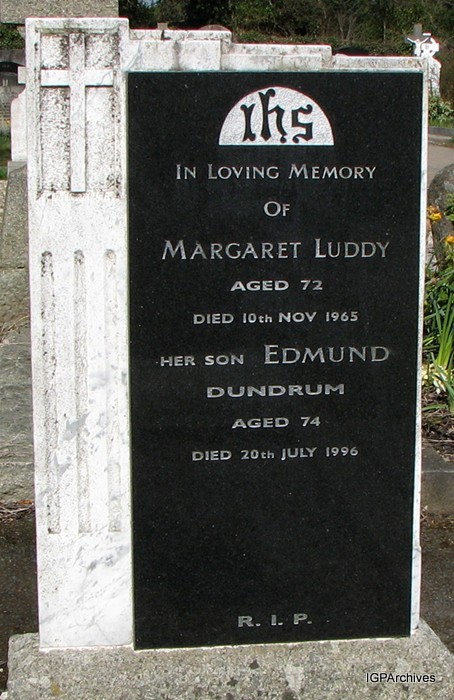 ihs
IN LOVING MEMORY
OF
MARGARET LUDDY
AGED 72
DIED 10th NOV 1965
HER SON EDMUND
DUNDRUM
AGED 74
DIED 20th JULY 1996
R. I. P.
IGPArchives